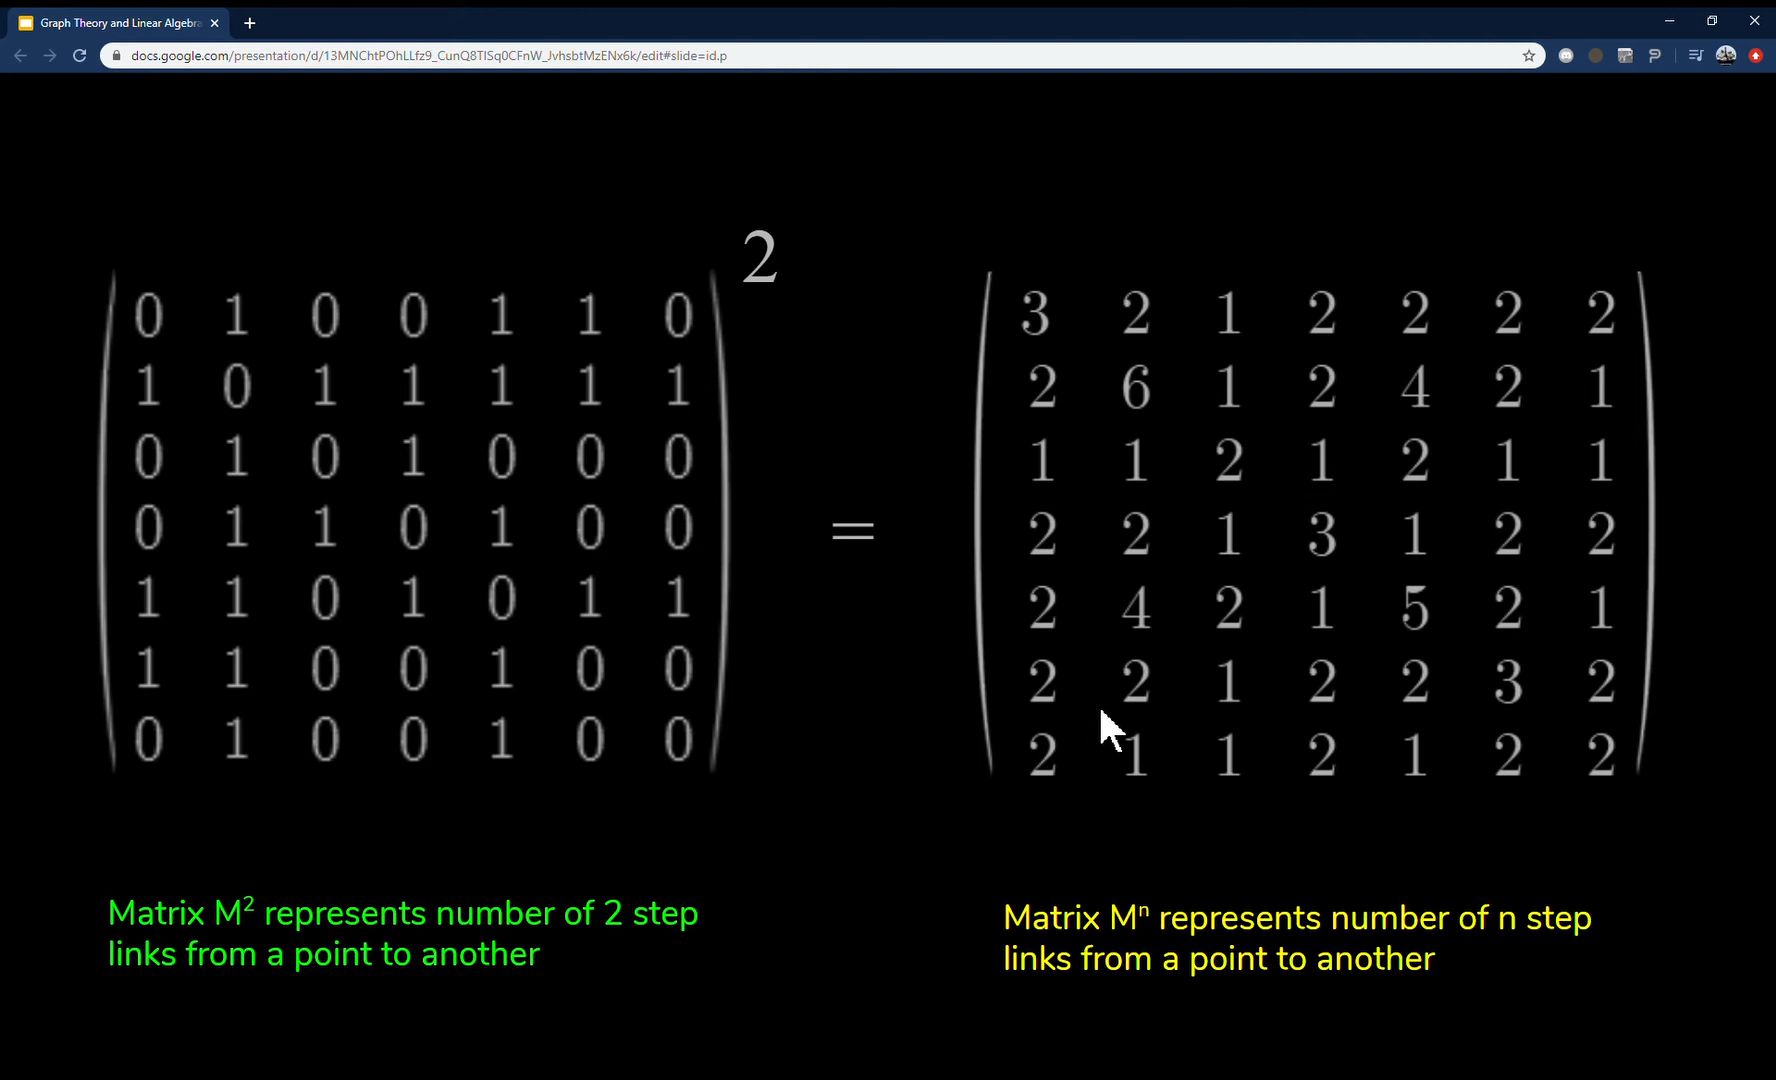 Graph Theory and Linear Algebra
docs.google.com/presentation/d/13MNChtPOhLLfz9_CunQ8TlSq0CFnW_JvhsbtMzENx6k/edit#slide=id.p
2
0 1 0 0 1 1 0
1 0 1 1 1 1 1
0 1 0 1 0 0 0
0 1 1 0 1 0 0
1 1 0 1 0 1 1
1 1 0 0 1 0 0
0 1 0 0 1 0 0
=
3 2 1 2 2 2 2
2 6 1 2 4 2 1
1 1 2 1 2 1 1
2 2 1 3 1 2 2
2 4 2 1 5 2 1
2 2 1 2 2 3 2
2 1 1 2 1 2 2
Matrix M² represents number of 2 step
links from a point to another
Matrix Mⁿ represents number of n step
links from a point to another